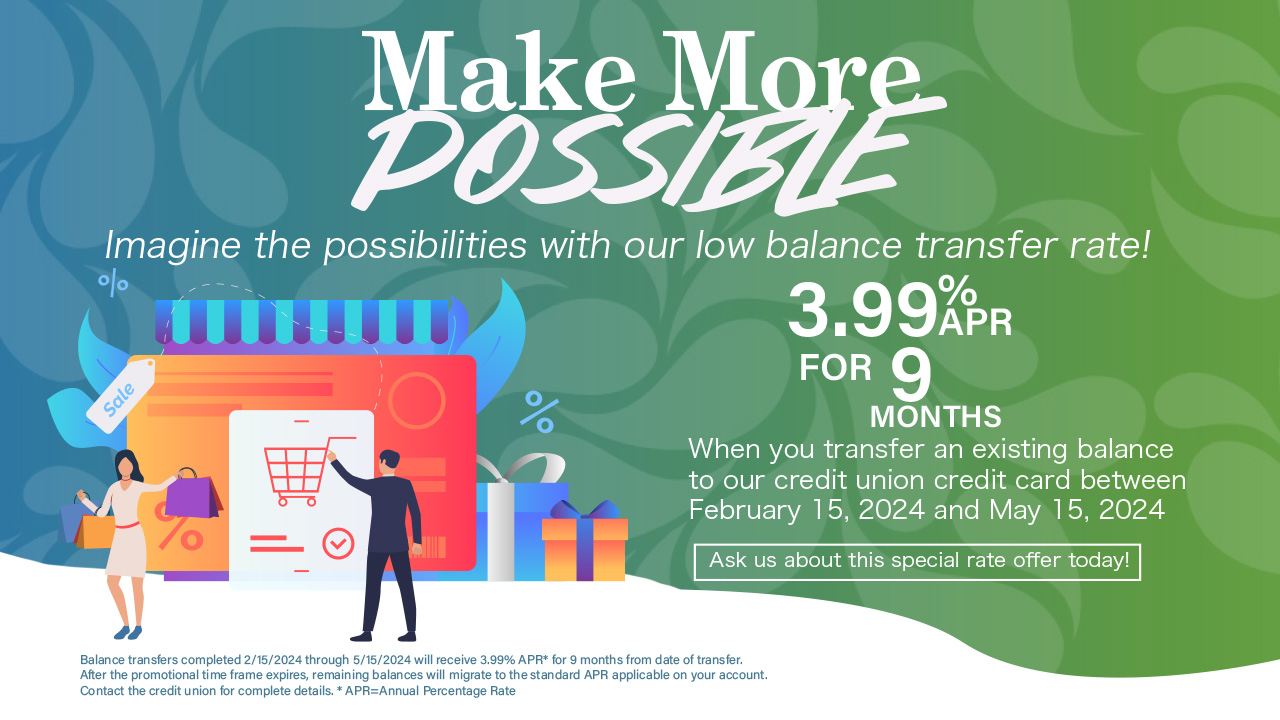 Make More
POSSIBLE
Imagine the possibilities with our low balance transfer rate!
%
3.99% APR
FOR 9
MONTHS
Sale
%
When you transfer an existing balance
to our credit union credit card between
February 15, 2024 and May 15, 2024
%
Ask us about this special rate offer today!
Balance transfers completed 2/15/2024 through 5/15/2024 will receive 3.99% APR* for 9 months from date of transfer.
After the promotional time frame expires, remaining balances will migrate to the standard APR applicable on your account.
Contact the credit union for complete details. * APR=Annual Percentage Rate